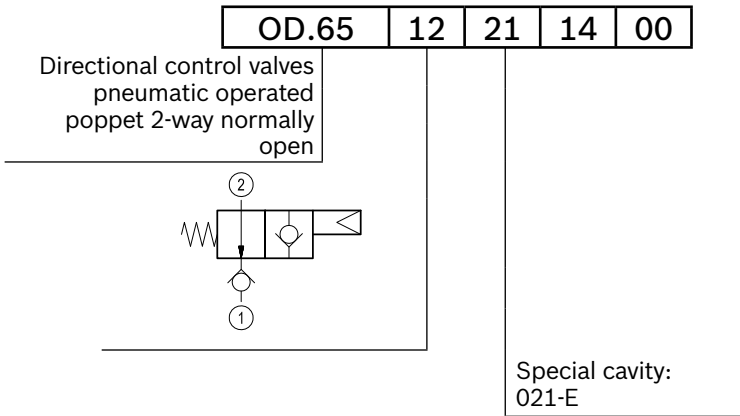 OD.65 12 21 14 00
Directional control valves
pneumatic operated
poppet 2-way normally
open
2
1
Special cavity:
021-E